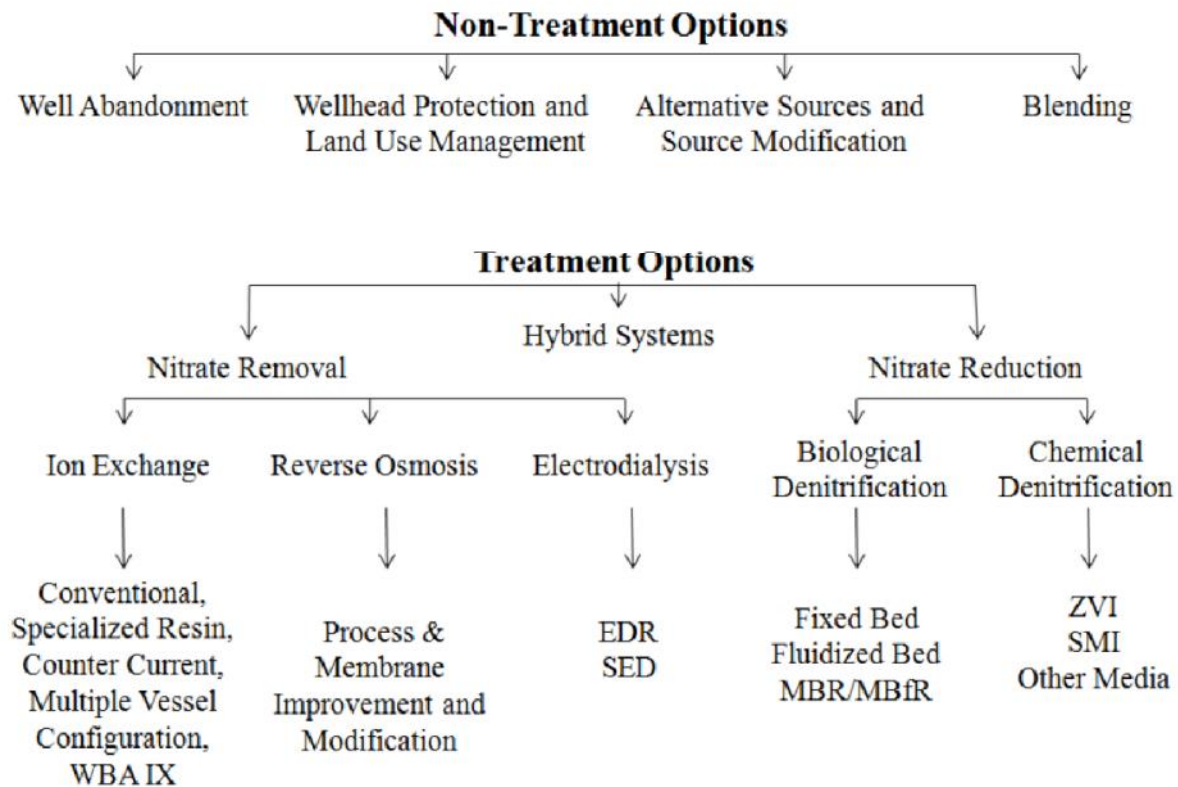 Non-Treatment Options
Well Abandonment
Wellhead Protection and
Land Use Management
Alternative Sources and
Source Modification
Blending
Treatment Options
Hybrid Systems
Nitrate Removal
Nitrate Reduction
Ion Exchange
Reverse Osmosis
Electrodialysis
Biological
Denitrification
Chemical
Denitrification
Conventional,
Specialized Resin,
Counter Current,
Multiple Vessel
Configuration,
WBA IX
Process &
Membrane
Improvement and
Modification
EDR
SED
Fixed Bed
Fluidized Bed
MBR/MBfR
ZVI
SMI
Other Media